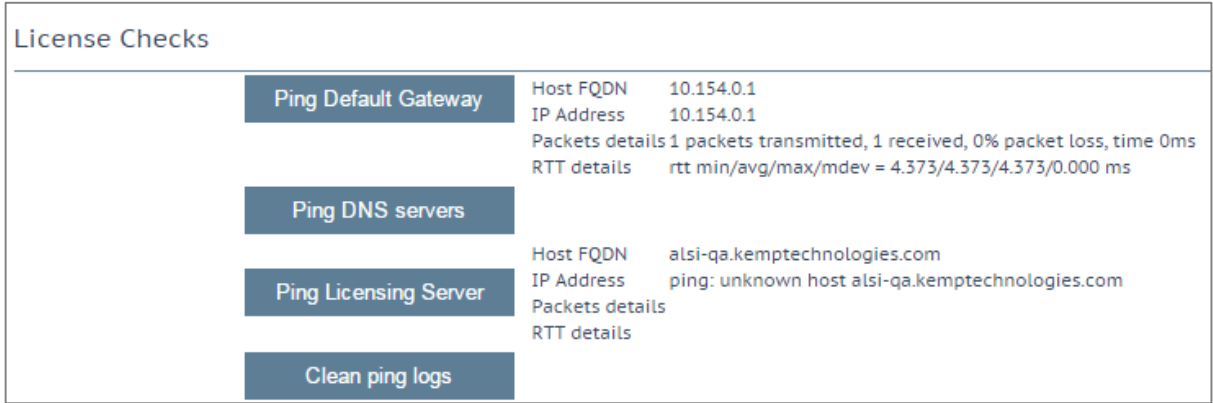 License Checks
Ping Default Gateway
Host FQDN 10.154.0.1
IP Address 10.154.0.1
Packets details 1 packets transmitted, 1 received, 0% packet loss, time 0ms
RTT details rtt min/avg/max/mdev = 4.373/4.373/4.373/0.000 ms
Ping DNS servers
Ping Licensing Server
Host FQDN alsi-qa.kemptechnologies.com
IP Address ping: unknown host alsi-qa.kemptechnologies.com
Packets details
RTT details
Clean ping logs